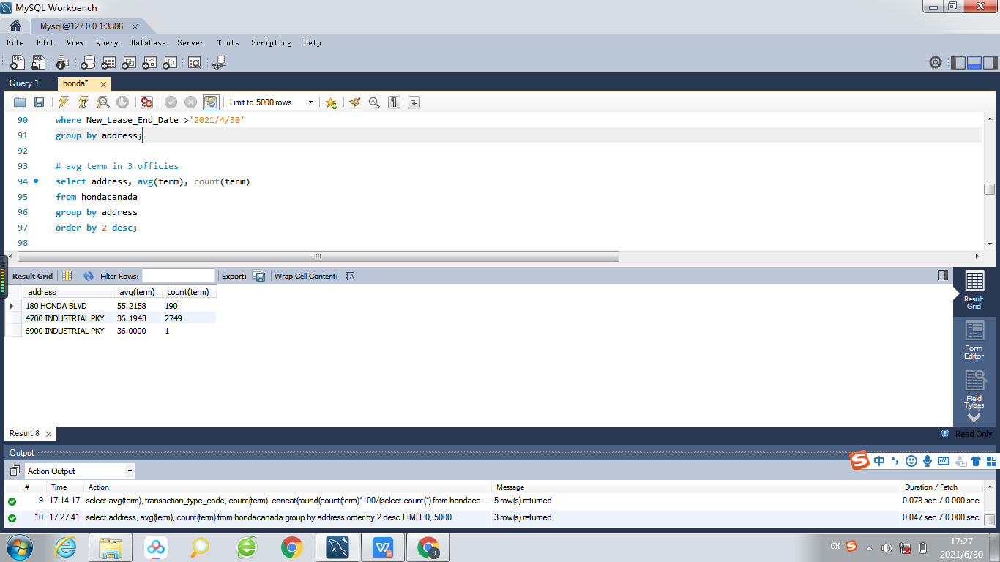 MySQL Workbench
Mysql@127.0.0.1:3306
File Edit View Query Database Server Tools Scripting Help
Query 1 honda*
Limit to 5000 rows
90 where New_Lease_End_Date >'2021/4/30'
91 group by address;
92
93 # avg term in 3 officies
94 select address, avg(term), count(term)
95 from hondacanada
96 group by address
97 order by 2 desc;
98
Result Grid Filter Rows: Export: Wrap Cell Content:
address avg(term) count(term)
180 HONDA BLVD 55.2158 190
4700 INDUSTRIAL PKY 36.1943 2749
6900 INDUSTRIAL PKY 36.0000 1
Result Grid
Form Editor
Field Types
Result 8 Read Only
Output
Action Output
# Time Action Message Duration / Fetch
9 17:14:17 select avg(term), transaction_type_code, count(term), concat(round(count(term)*100/(select count(*) from hondaca... 5 row(s) returned 0.078 sec / 0.000 sec
10 17:27:41 select address, avg(term), count(term) from hondacanada group by address order by 2 desc LIMIT 0, 5000 3 row(s) returned 0.047 sec / 0.000 sec
中
CH 17:27
2021/6/30